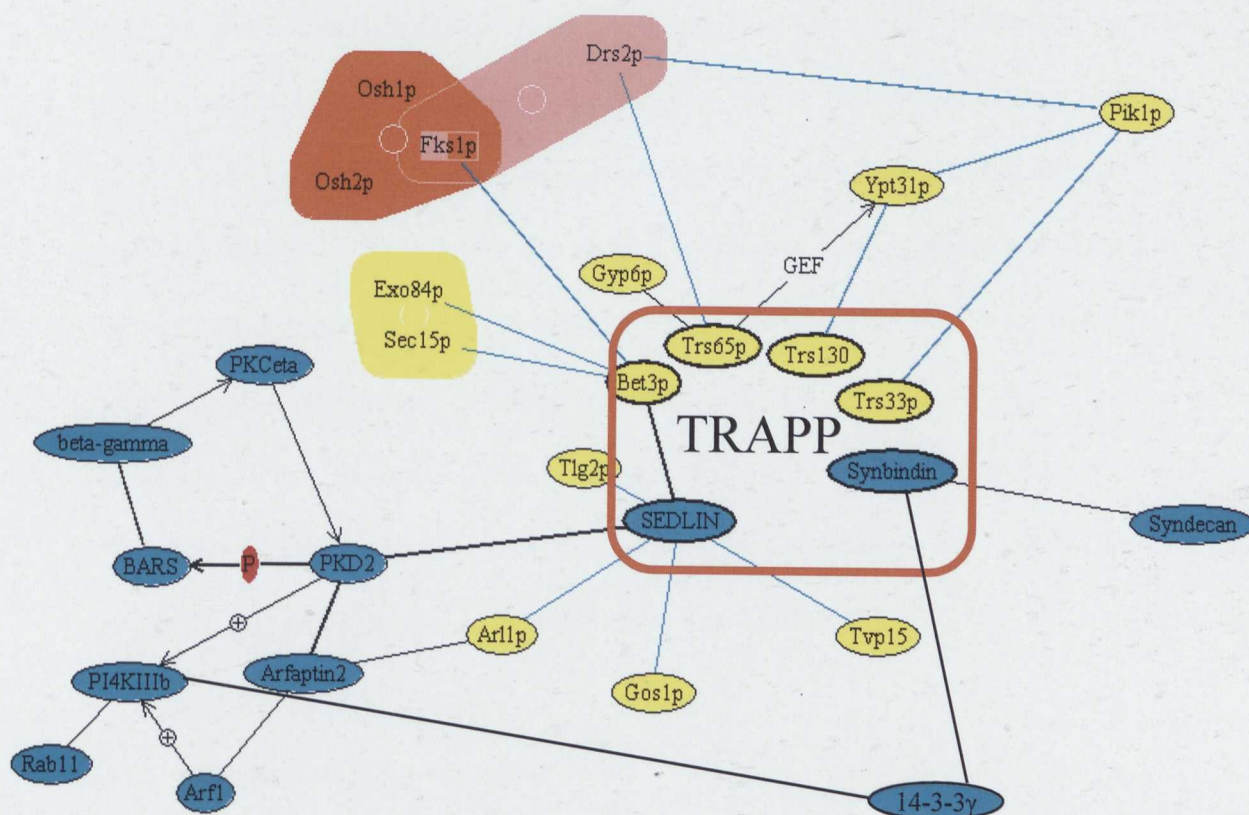 Drs2p
Osh1p
Pik1p
Fks1p
Osh2p
Ypt31p
GEF
Gyp6p
Exo84p
Sec15p
Trs65p
Trs130
PKCeta
Bet3p
Trs33p
TRAPP
beta-gamma
Tlg2p
Synbindin
SEDLIN
Syndecan
BARS
P
PKD2
Arl1p
Tvp15
Arfaptin2
PI4KIIIb
Gos1p
Rab11
Arf1
14-3-3γ